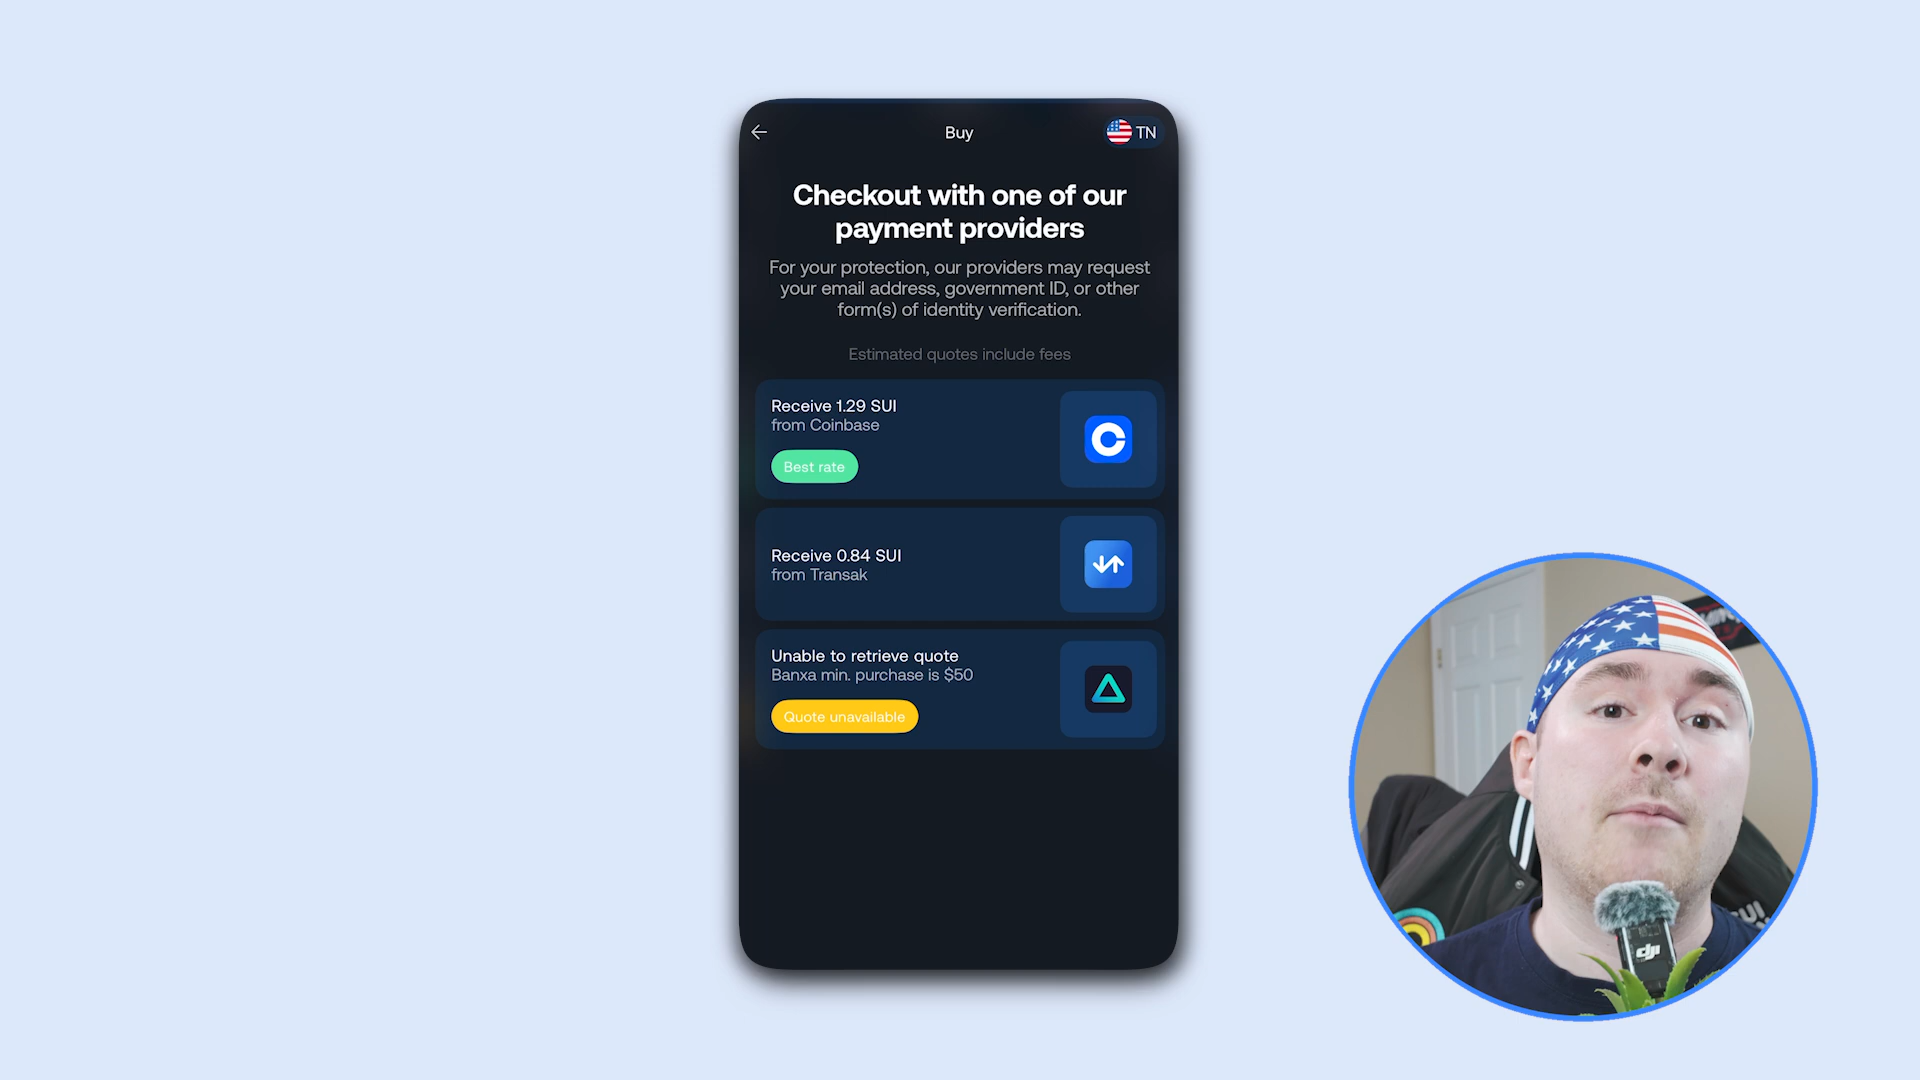 Buy
TN
Checkout with one of our
payment providers
For your protection, our providers may request
your email address, government ID, or other
form(s) of identity verification.
Estimated quotes include fees
Receive 1.29 SUI
from Coinbase
Best rate
Receive 0.84 SUI
from Transak
Unable to retrieve quote
Banxa min. purchase is $50
Quote unavailable
SUI
dji